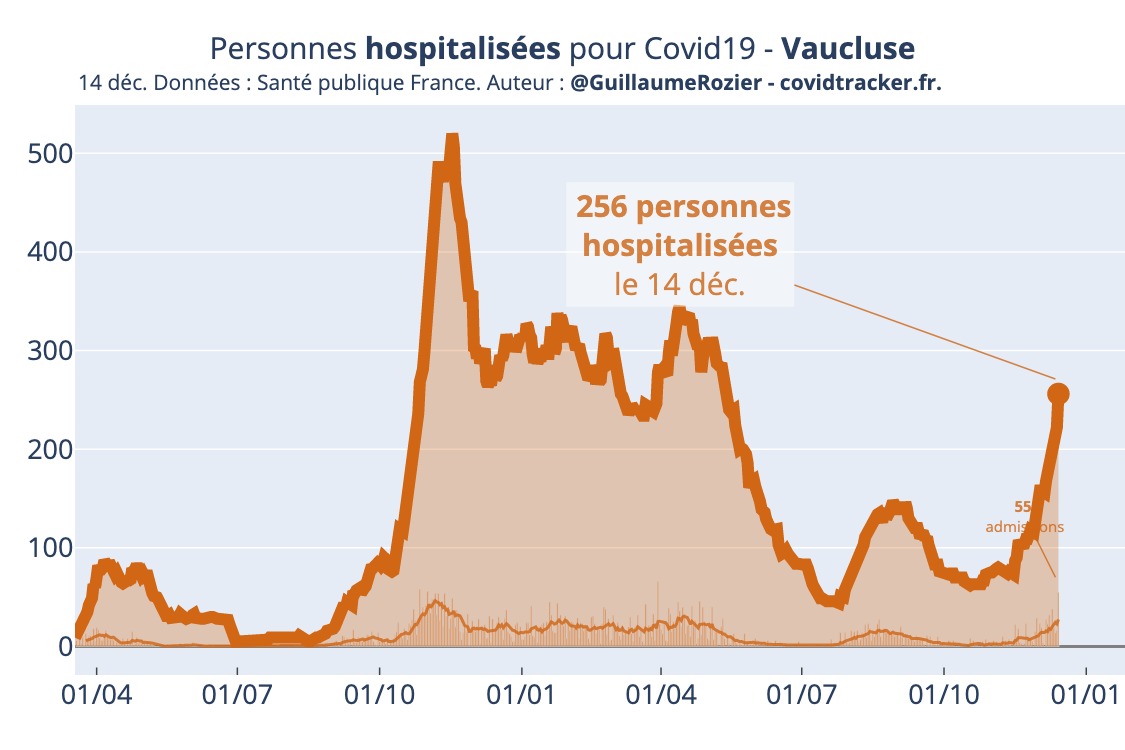 Personnes hospitalisées pour Covid19 - Vaucluse
14 déc. Données : Santé publique France. Auteur : @GuillaumeRozier - covidtracker.fr.
500
400
300
200
100
0
256 personnes
hospitalisées
le 14 déc.
55
admissions
01/04 01/07 01/10 01/01 01/04 01/07 01/10 01/01